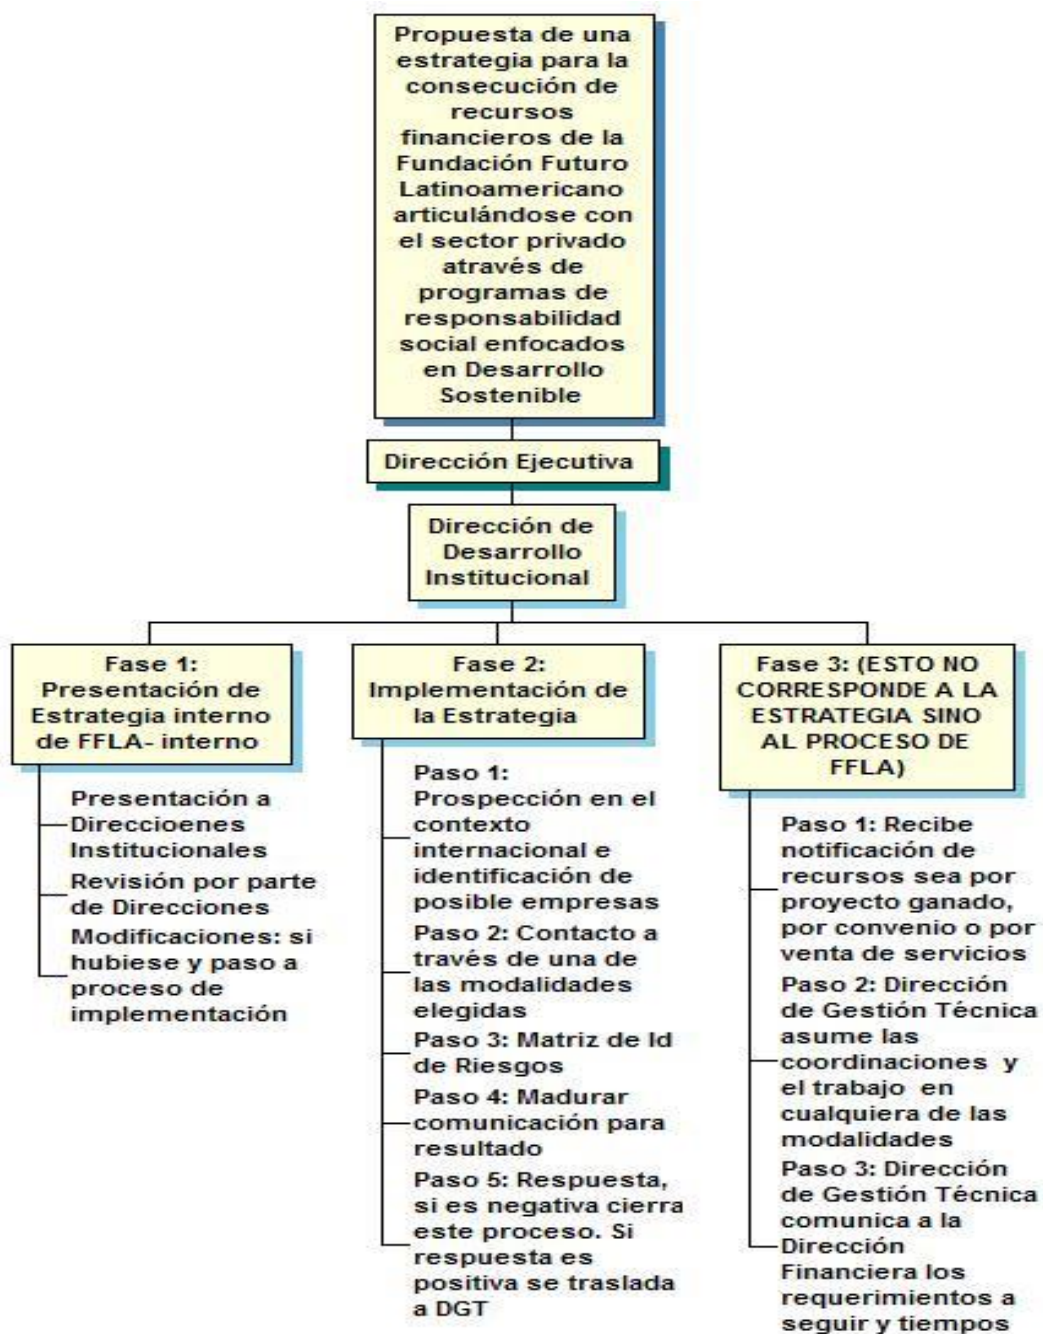 Propuesta de una
estrategia para la
consecución de
recursos
financieros de la
Fundación Futuro
Latinoamericano
articulándose con
el sector privado
através de
programas de
responsabilidad
social enfocados
en Desarrollo
Sostenible
Dirección Ejecutiva
Dirección de
Desarrollo
Institucional
Fase 1:
Presentación de
Estrategia interno
de FFLA- interno
Presentación a
Direccioenes
Institucionales
Revisión por parte
de Direcciones
Modificaciones: si
hubiese y paso a
proceso de
implementación
Fase 2:
Implementación de
la Estrategia
Paso 1:
Prospección en el
contexto
internacional e
identificación de
posible empresas
Paso 2: Contacto a
través de una de
las modalidades
elegidas
Paso 3: Matriz de Id
de Riesgos
Paso 4: Madurar
comunicación para
resultado
Paso 5: Respuesta,
si es negativa cierra
este proceso. Si
respuesta es
positiva se traslada
a DGT
Fase 3: (ESTO NO
CORRESPONDE A LA
ESTRATEGIA SINO
AL PROCESO DE
FFLA)
Paso 1: Recibe
notificación de
recursos sea por
proyecto ganado,
por convenio o por
venta de servicios
Paso 2: Dirección
de Gestión Técnica
asume las
coordinaciones y
el trabajo en
cualquiera de las
modalidades
Paso 3: Dirección
de Gestión Técnica
comunica a la
Dirección
Financiera los
requerimientos a
seguir y tiempos